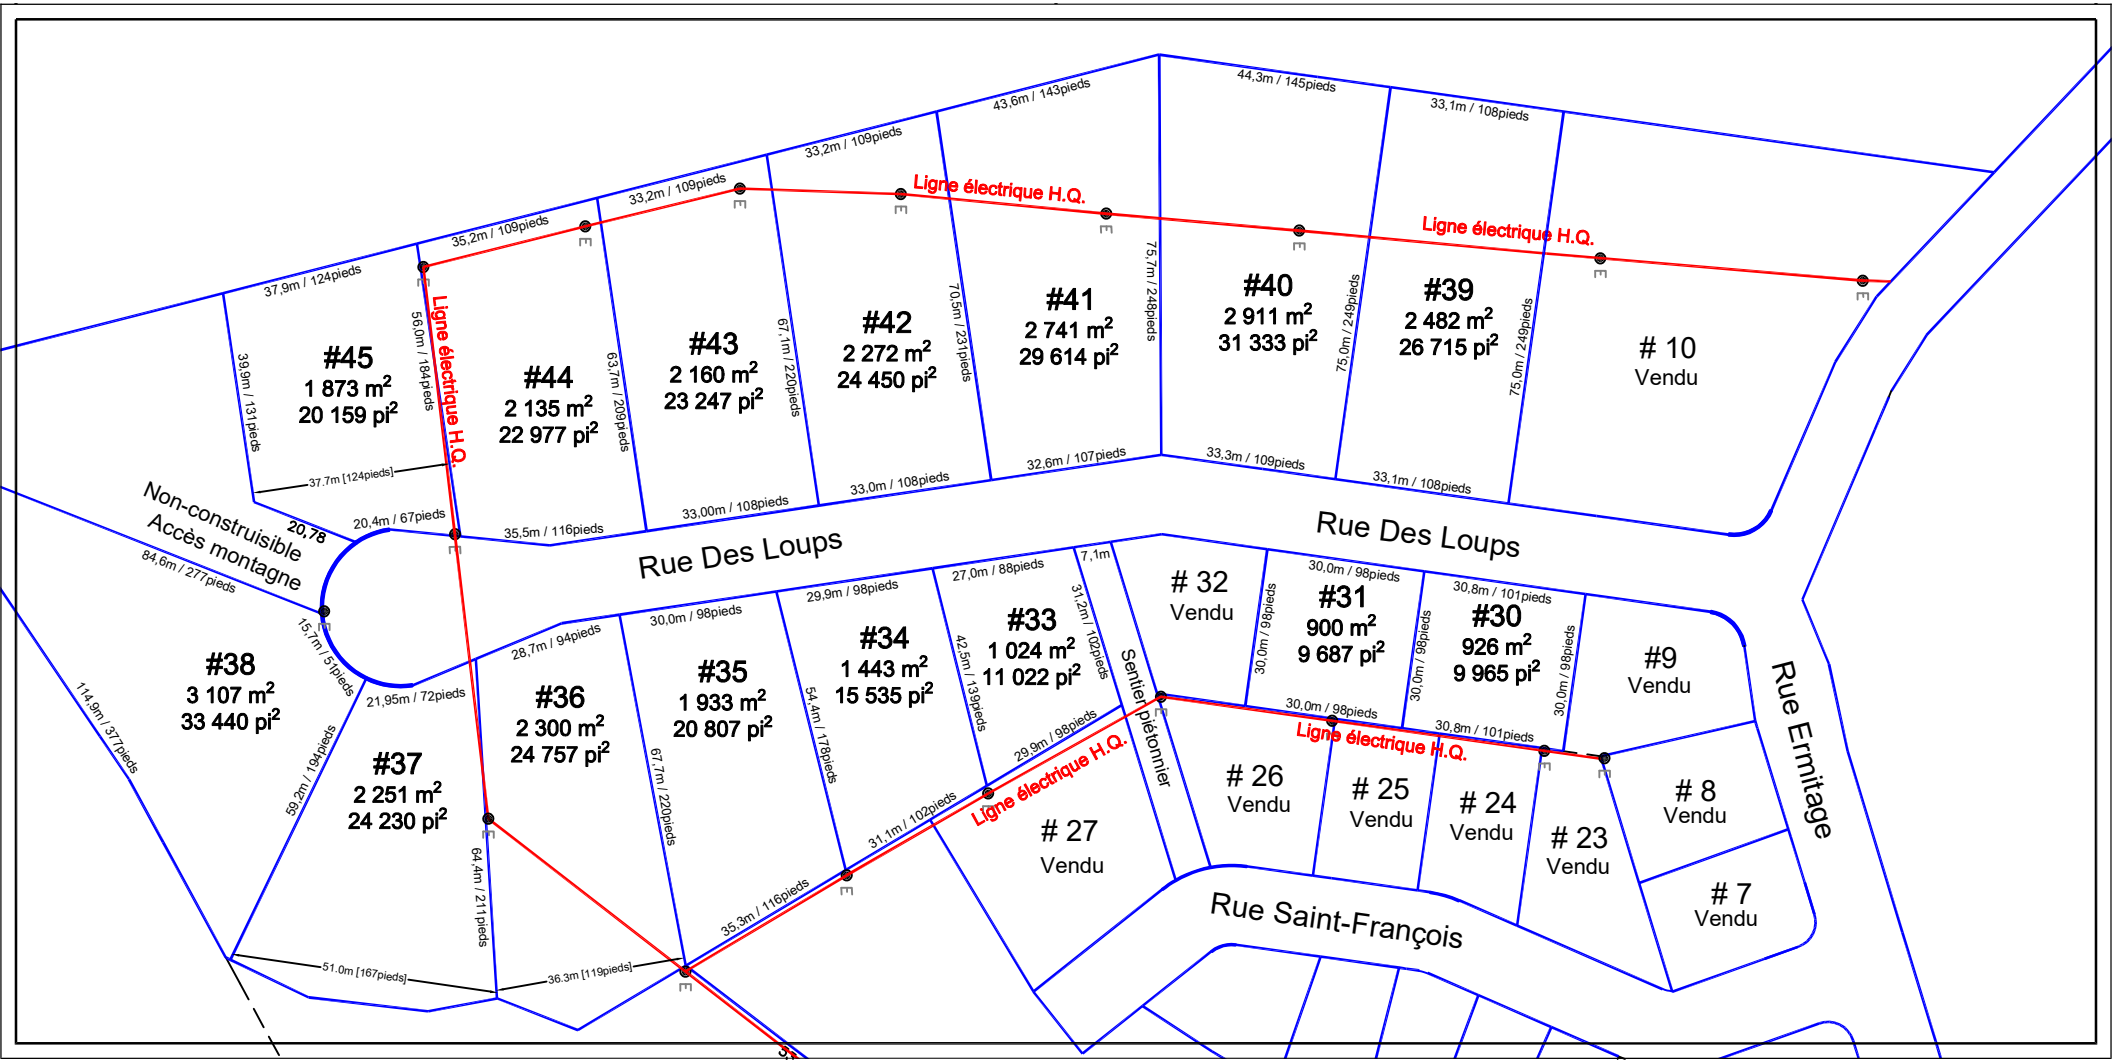 44,3m / 145pieds
43,6m / 143pieds
33,1m / 108pieds
33,2m / 109pieds
33,2m / 109pieds
35,2m / 109pieds
37,9m / 124pieds
Ligne électrique H.Q.
Ligne électrique H.Q.
Ligne électrique H.Q.
E
E
E
E
E
E
E
E
39,9m / 131pieds
#45
1 873 m²
20 159 pi²
56,0m / 184pieds
37.7m [124pieds]
#44
2 135 m²
22 977 pi²
63,7m / 209pieds
#43
2 160 m²
23 247 pi²
67,1m / 220pieds
#42
2 272 m²
24 450 pi²
70,5m / 231pieds
#41
2 741 m²
29 614 pi²
75,7m / 248pieds
#40
2 911 m²
31 333 pi²
75,0m / 249pieds
#39
2 482 m²
26 715 pi²
75,0m / 249pieds
# 10
Vendu
20,78
20,4m / 67pieds
E
35,5m / 116pieds
33,00m / 108pieds
33,0m / 108pieds
32,6m / 107pieds
33,3m / 109pieds
33,1m / 108pieds
Non-construisible
Accès montagne
84,6m / 277pieds
Rue Des Loups
Rue Des Loups
E
15,7m / 51pieds
#38
3 107 m²
33 440 pi²
114,9m / 377pieds
59,2m / 194pieds
21,95m / 72pieds
#37
2 251 m²
24 230 pi²
E
64,4m / 211pieds
51.0m [167pieds]
28,7m / 94pieds
#36
2 300 m²
24 757 pi²
67,7m / 220pieds
36.3m [119pieds]
E
30,0m / 98pieds
#35
1 933 m²
20 807 pi²
54,4m / 178pieds
35,3m / 116pieds
E
29,9m / 98pieds
#34
1 443 m²
15 535 pi²
42,5m / 139pieds
31,1m / 102pieds
E
27,0m / 88pieds
#33
1 024 m²
11 022 pi²
31,2m / 102pieds
29,9m / 98pieds
Ligne électrique H.Q.
7,1m
Sentier piétonnier
E
# 32
Vendu
30,0m / 98pieds
30,0m / 98pieds
#31
900 m²
9 687 pi²
30,0m / 98pieds
30,0m / 98pieds
30,8m / 101pieds
#30
926 m²
9 965 pi²
30,0m / 98pieds
30,8m / 101pieds
Ligne électrique H.Q.
E
E
#9
Vendu
Rue Ermitage
# 27
Vendu
# 26
Vendu
# 25
Vendu
# 24
Vendu
# 23
Vendu
# 8
Vendu
# 7
Vendu
Rue Saint-François